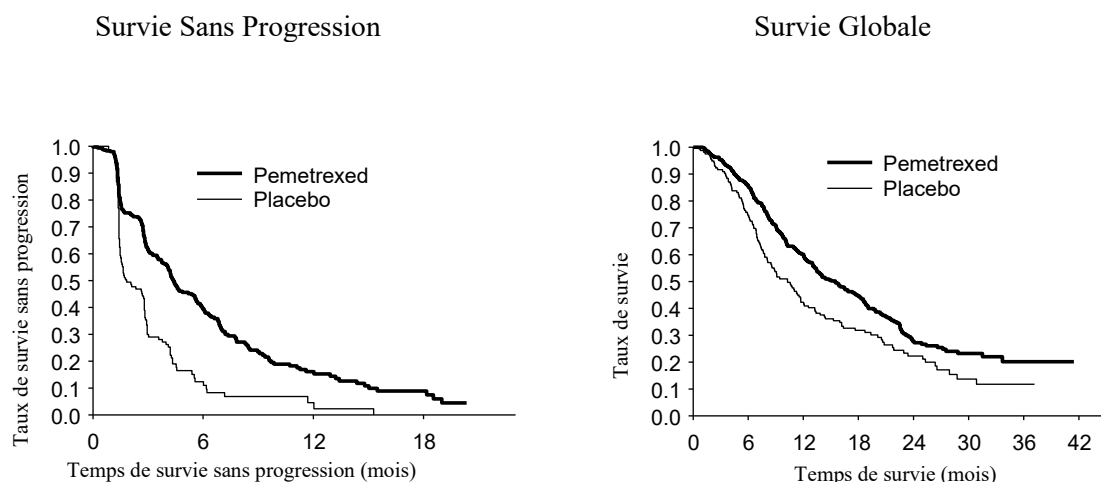 Survie Sans Progression
Survie Globale
Taux de survie sans progression
1.0
0.9
0.8
0.7
0.6
0.5
0.4
0.3
0.2
0.1
0.0
Pemetrexed
Placebo
0 6 12 18
Temps de survie sans progression (mois)
Taux de survie
1.0
0.9
0.8
0.7
0.6
0.5
0.4
0.3
0.2
0.1
0.0
Pemetrexed
Placebo
0 6 12 18 24 30 36 42
Temps de survie (mois)